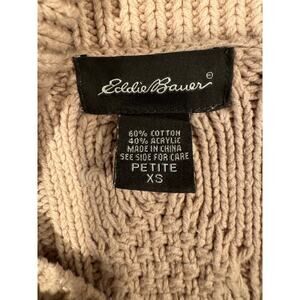 Eddie Bauer
60% COTTON
40% ACRYLIC
MADE IN CHINA
SEE SIDE FOR CARE
PETITE
XS